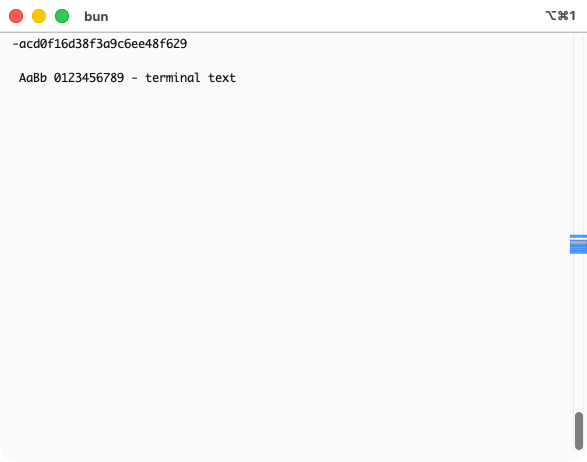 bun ⌥⌘1
-acd0f16d38f3a9c6ee48f629
AaBb 0123456789 - terminal text